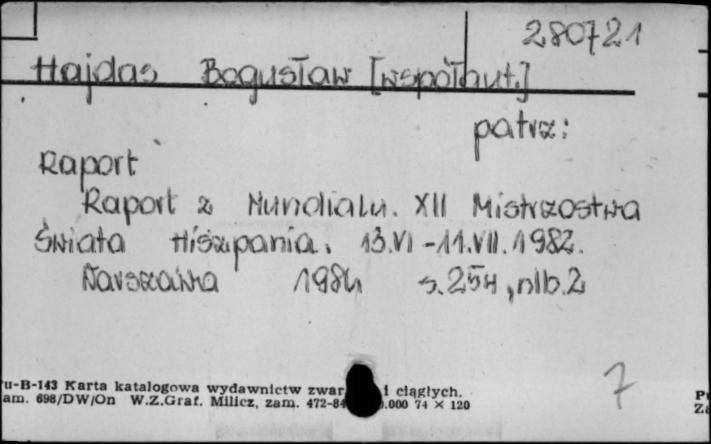 280721
Hajdas Bogusław [współaut.]
patrz:
Raport
Raport z Mundialu. XII Mistrzostwa
Świata Hiszpania. 13.VI-11.VII.1982.
Warszawa 1984 s.254, nlb.2
7
u-B-143 Karta katalogowa wydawnictw zwar i ciągłych.
am. 698/DW/On W.Z.Graf. Milicz, zam. 472-84 .000 74 × 120